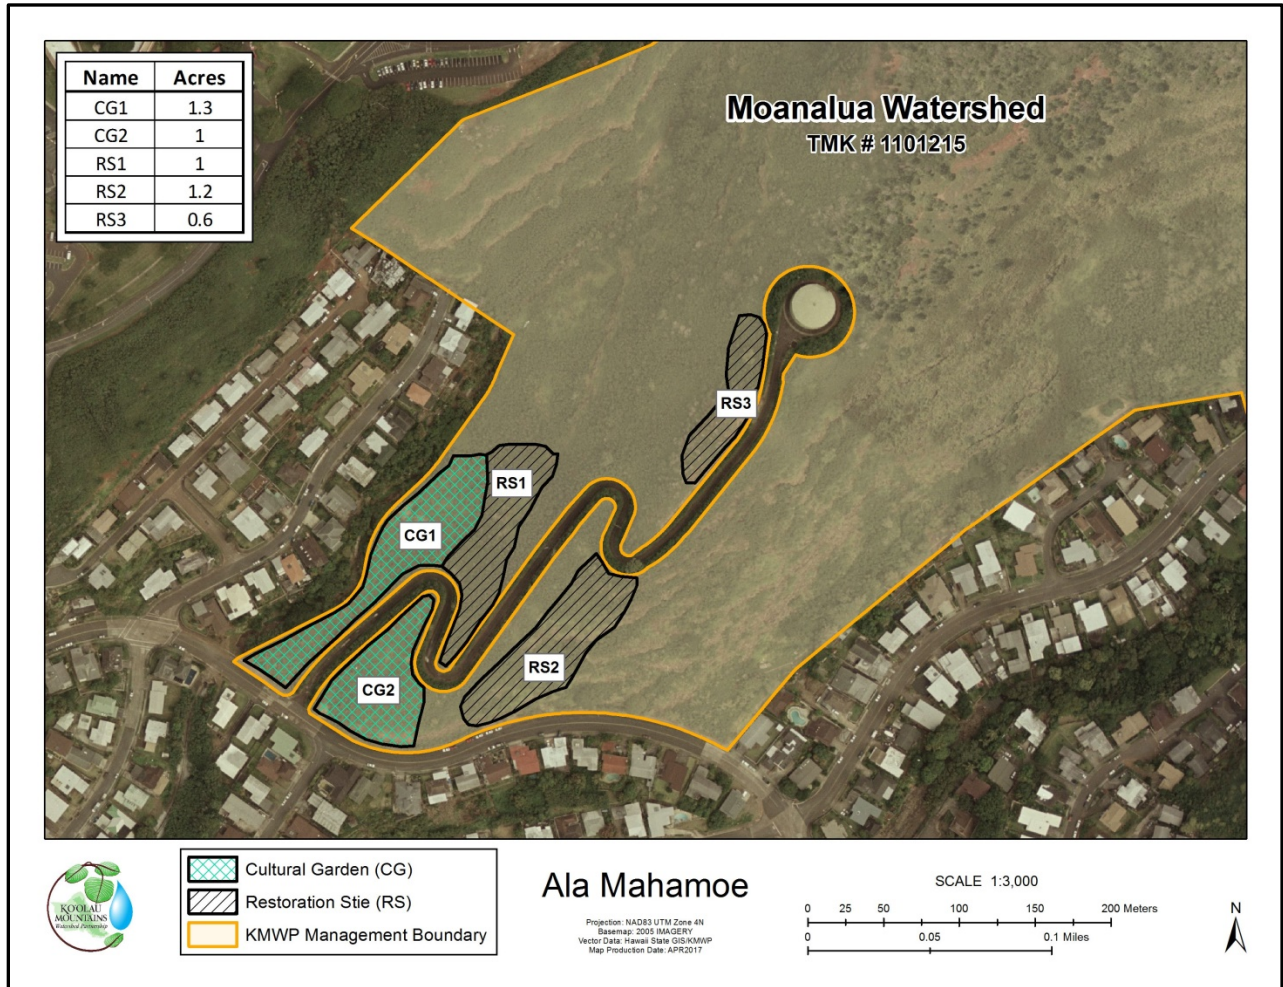 Name Acres
CG1 1.3
CG2 1
RS1 1
RS2 1.2
RS3 0.6
Moanalua Watershed
TMK # 1101215
RS3
RS1
CG1
RS2
CG2
KOOLAU
MOUNTAINS
Watershed Partnership
Cultural Garden (CG)
Restoration Stie (RS)
KMWP Management Boundary
Ala Mahamoe
Projection: NAD83 UTM Zone 4N
Basemap: 2005 IMAGERY
Vector Data: Hawaii State GIS/KMWP
Map Production Date: APR2017
SCALE 1:3,000
0 25 50 100 150 200 Meters
0 0.05 0.1 Miles
N